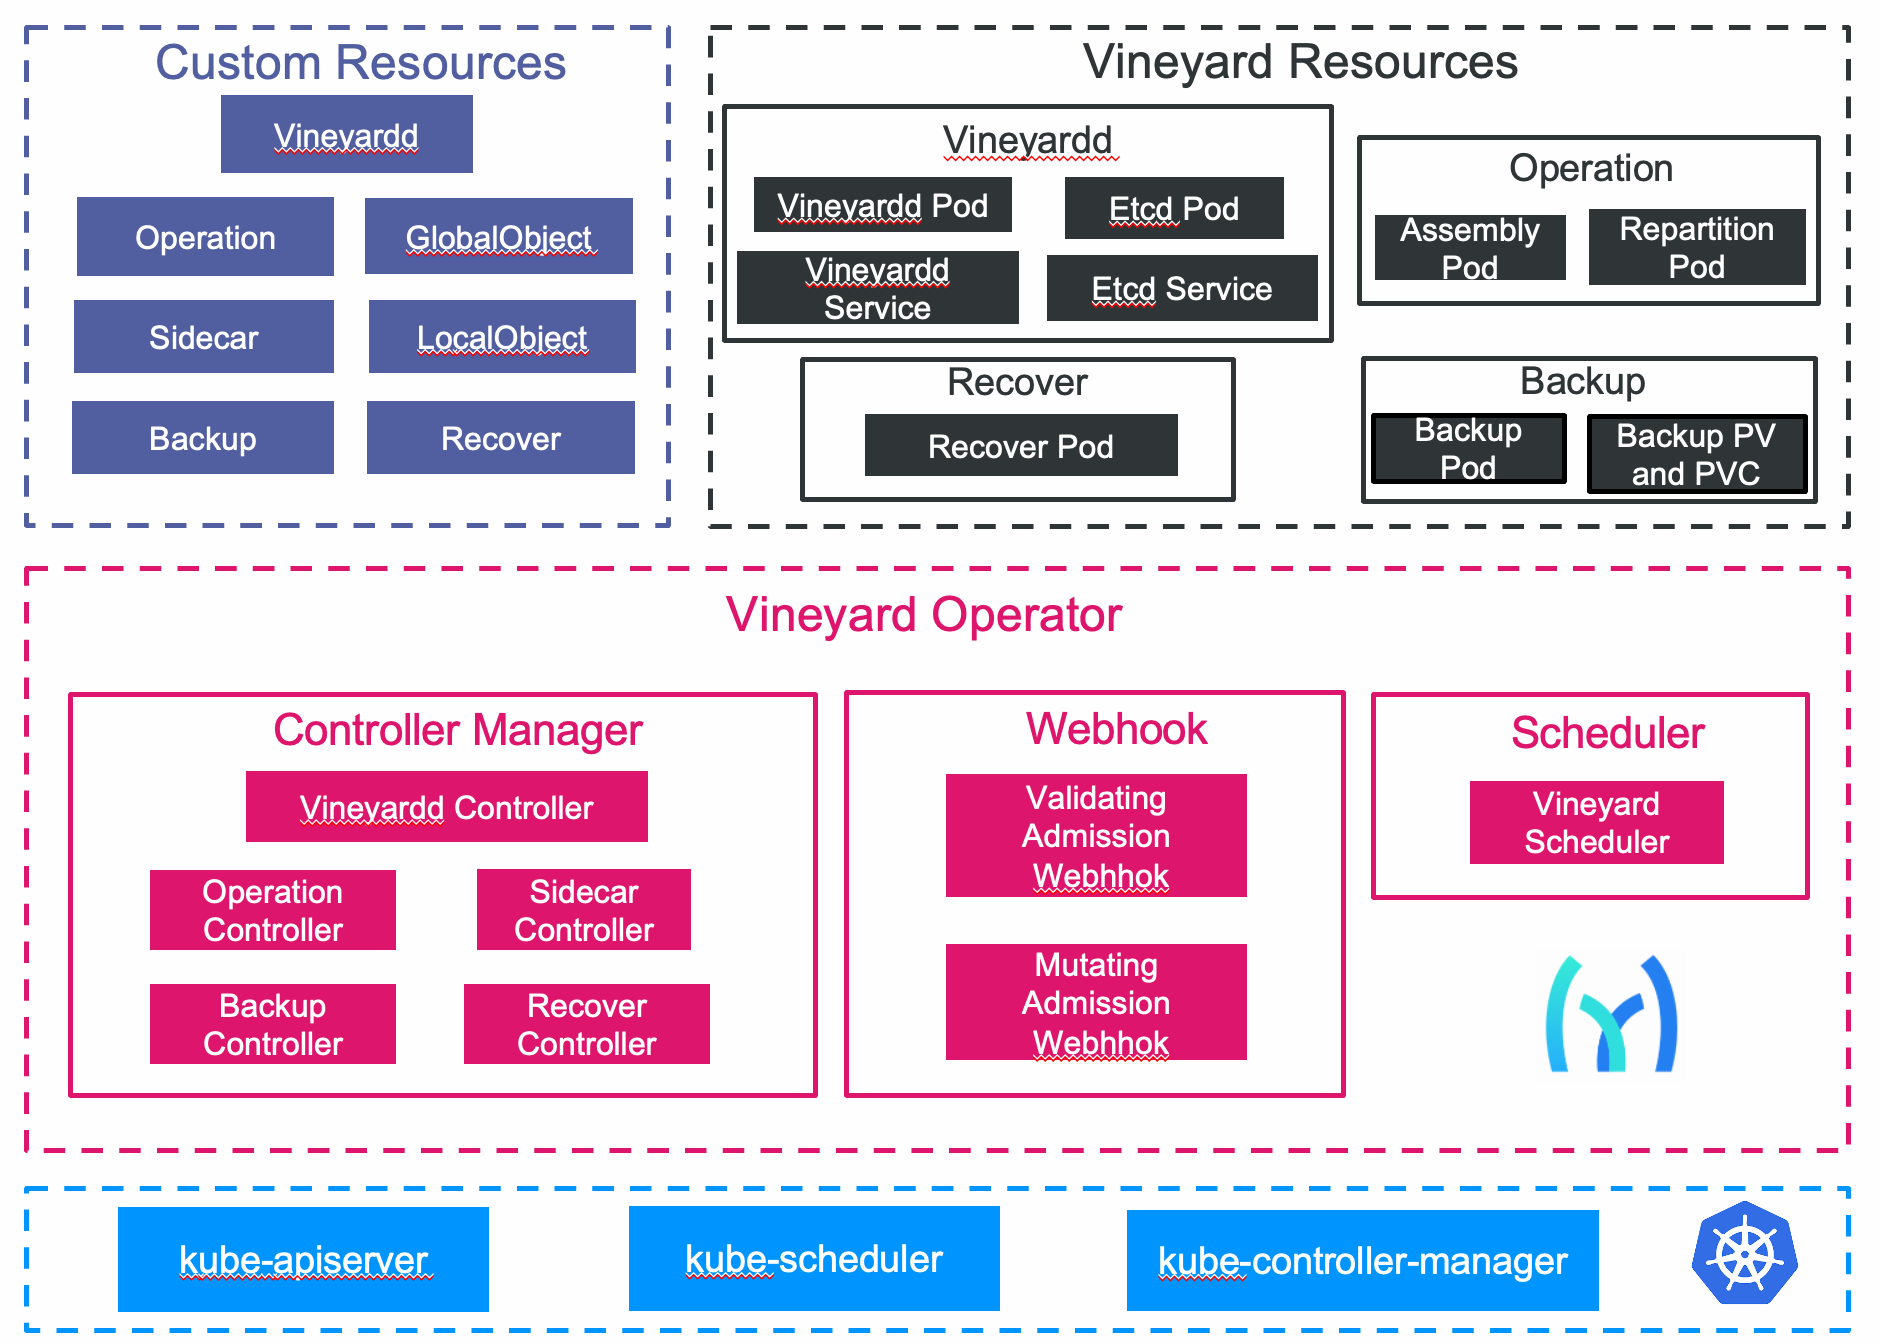 Custom Resources
Vineyardd
Operation
GlobalObject
Sidecar
LocalObject
Backup
Recover
Vineyard Resources
Vineyardd
Vineyardd Pod
Etcd Pod
Vineyardd
Service
Etcd Service
Operation
Assembly
Pod
Repartition
Pod
Recover
Recover Pod
Backup
Backup
Pod
Backup PV
and PVC
Vineyard Operator
Controller Manager
Vineyardd Controller
Operation
Controller
Sidecar
Controller
Backup
Controller
Recover
Controller
Webhook
Validating
Admission
Webhhok
Mutating
Admission
Webhhok
Scheduler
Vineyard
Scheduler
kube-apiserver
kube-scheduler
kube-controller-manager